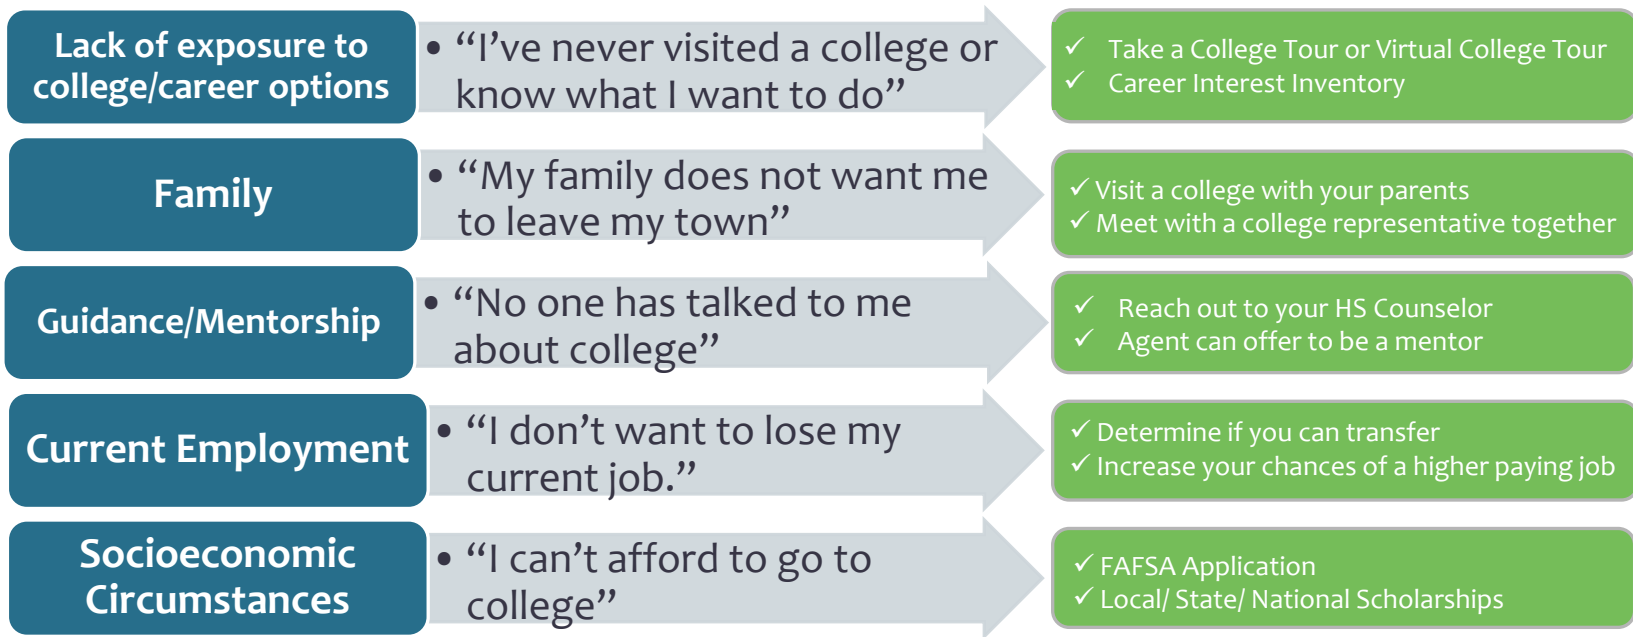 Lack of exposure to
college/career options
• “I’ve never visited a college or
know what I want to do”
✓ Take a College Tour or Virtual College Tour
✓ Career Interest Inventory
Family
• “My family does not want me
to leave my town”
✓ Visit a college with your parents
✓ Meet with a college representative together
Guidance/Mentorship
• “No one has talked to me
about college”
✓ Reach out to your HS Counselor
✓ Agent can offer to be a mentor
Current Employment
• “I don’t want to lose my
current job.”
✓ Determine if you can transfer
✓ Increase your chances of a higher paying job
Socioeconomic
Circumstances
• “I can’t afford to go to
college”
✓ FAFSA Application
✓ Local/ State/ National Scholarships